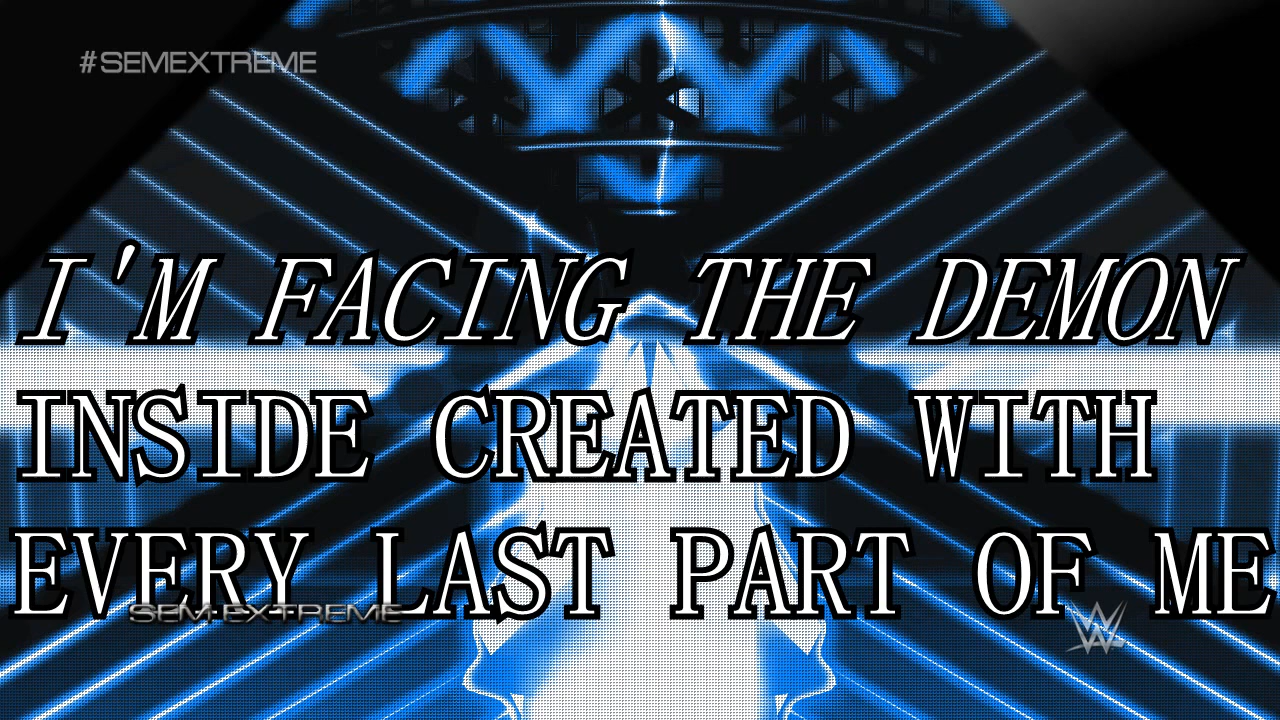 #SEMEXTREME
I'M FACING THE DEMON
INSIDE CREATED WITH
EVERY LAST PART OF ME
SEM EXTREME
W